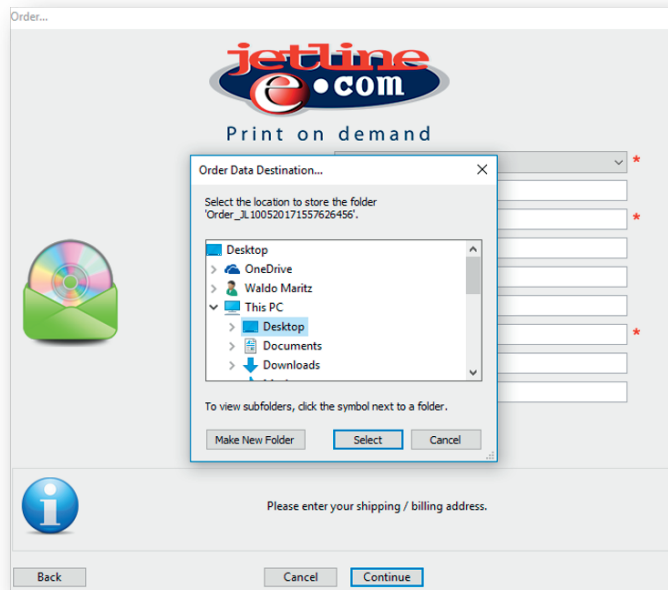 Order...
jetline
e.com
Print on demand
*
*
*
Order Data Destination...
Select the location to store the folder
'Order_JL100520171557626456'.
Desktop
OneDrive
Waldo Maritz
This PC
Desktop
Documents
Downloads
To view subfolders, click the symbol next to a folder.
Make New Folder
Select
Cancel
Please enter your shipping / billing address.
Back
Cancel
Continue